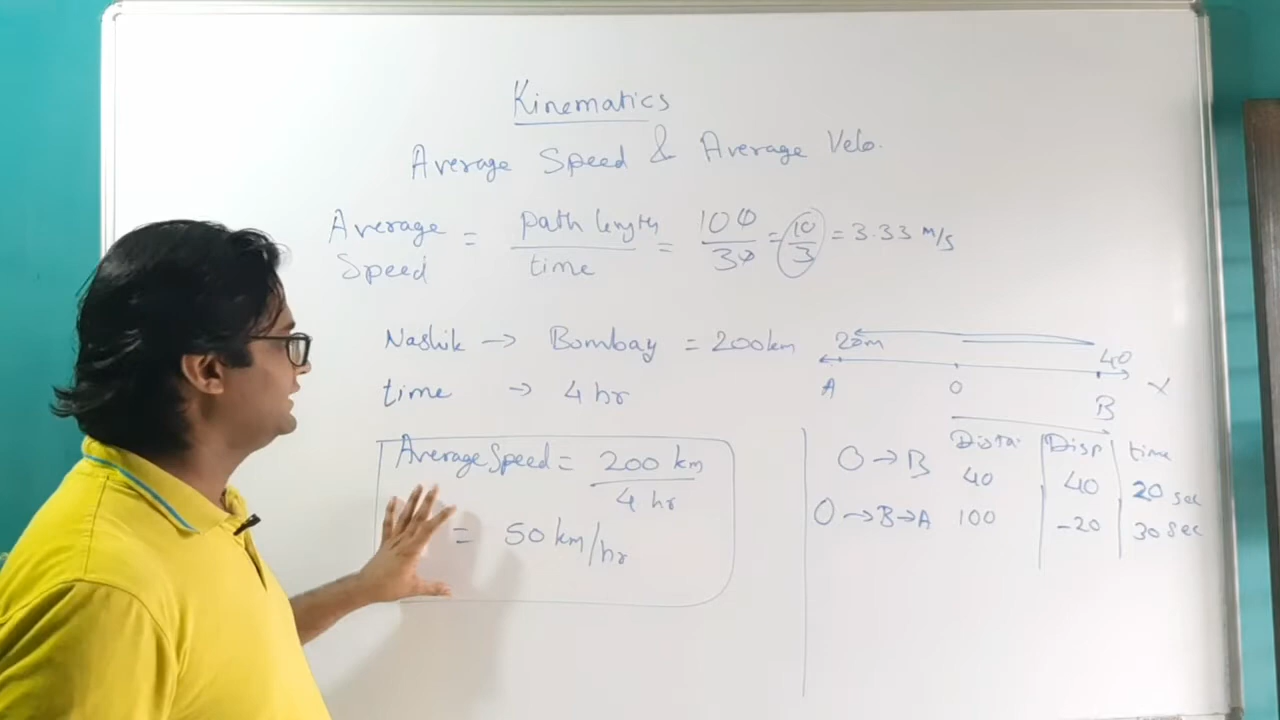 Kinematics
Average Speed & Average Velo.
Average Speed = path length / time = 100/30 = 10/3 = 3.33 m/s
Nashik → Bombay = 200km
time → 4 hr
Average Speed = 200 km / 4 hr
= 50 km/hr
20m 40
A O B X
Dista. Disp time
O → B 40 40 20 sec
O → B → A 100 -20 30 sec